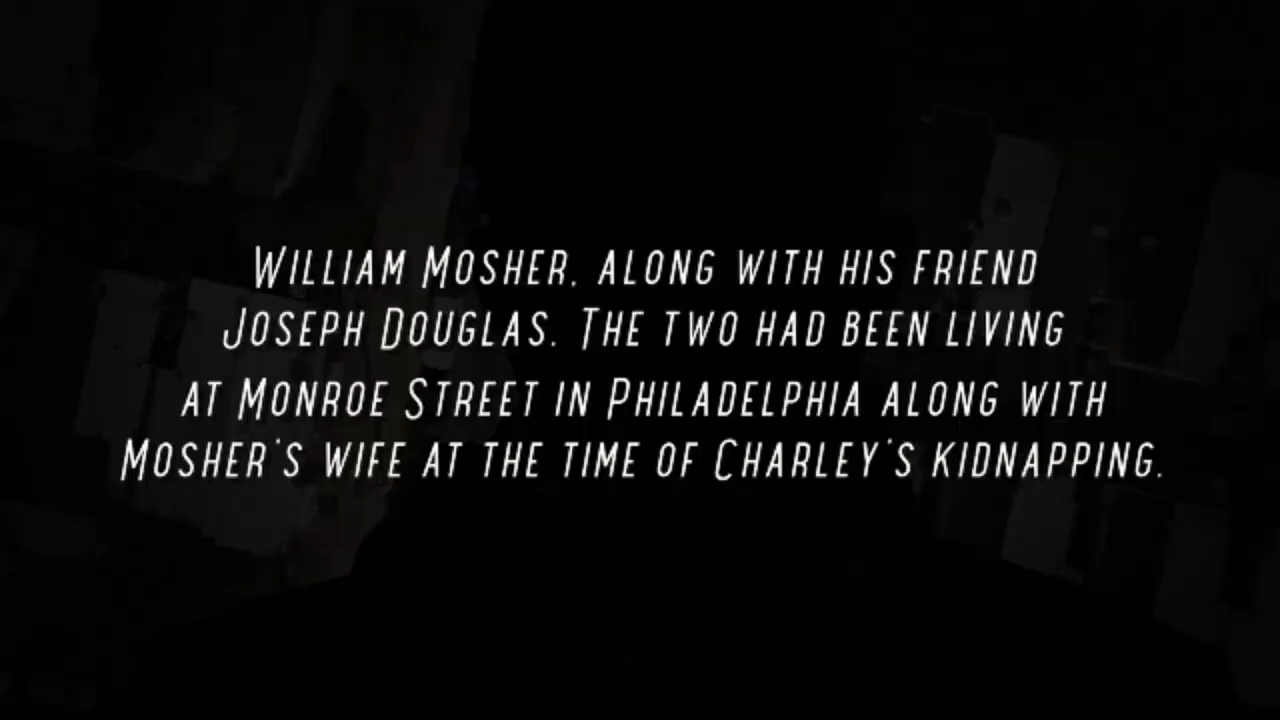 William Mosher, along with his friend
Joseph Douglas. The two had been living
at Monroe Street in Philadelphia along with
Mosher's wife at the time of Charley's kidnapping.